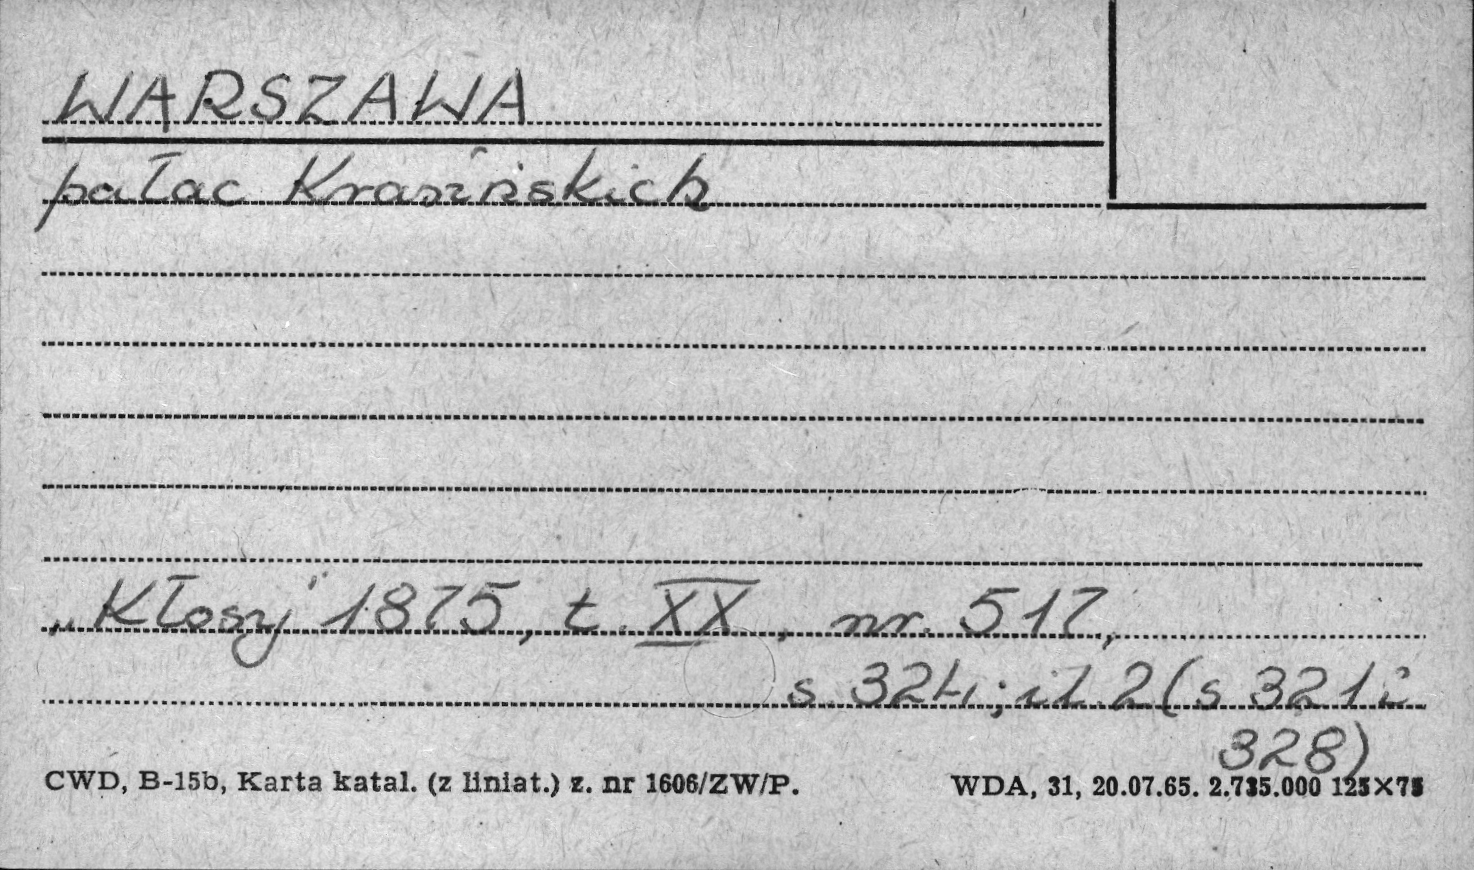 WARSZAWA
pałac Krasińskich
„Kłosy" 1875, t. XX, nr. 517,
s. 324; il. 2 (s 321 i
328)
CWD, B-15b, Karta katal. (z liniat.) z. nr 1606/ZW/P. WDA, 31, 20.07.65. 2.735.000 125×75